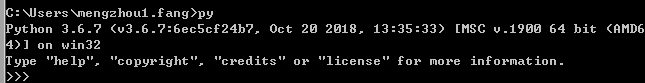 C:\Users\mengzhou1.fang>py
Python 3.6.7 (v3.6.7:6ec5cf24b7, Oct 20 2018, 13:35:33) [MSC v.1900 64 bit (AMD6
4)] on win32
Type "help", "copyright", "credits" or "license" for more information.
>>>